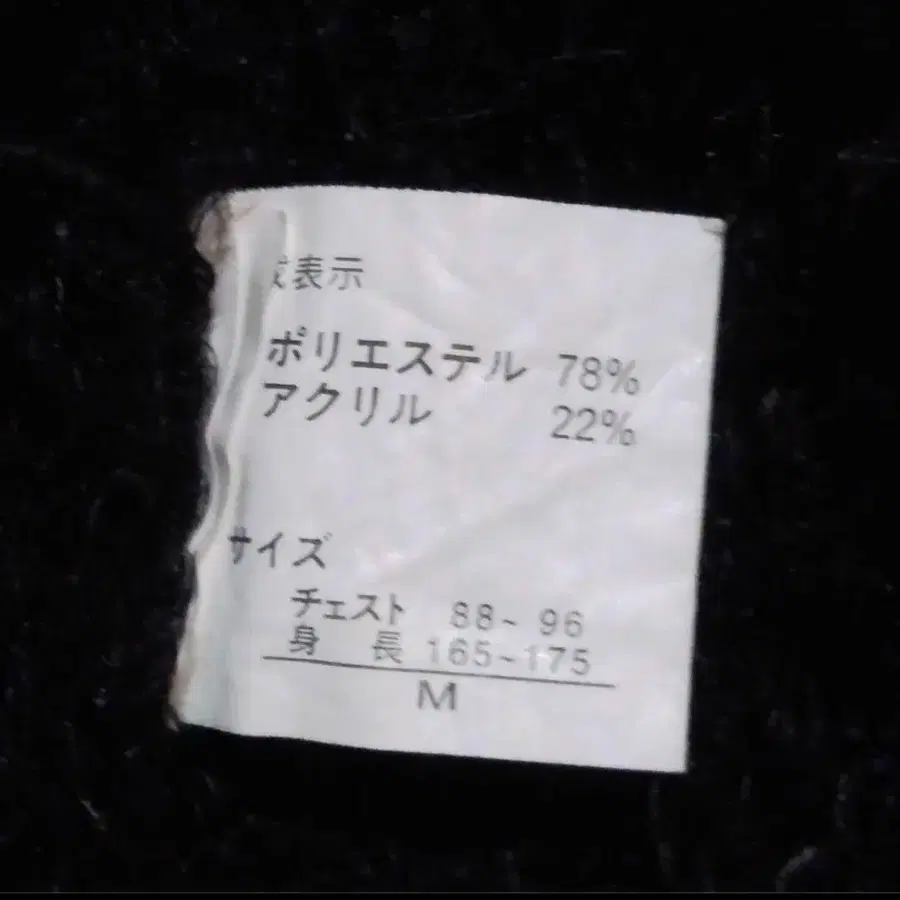 表示
ポリエステル 78%
アクリル 22%
サイズ
チェスト 88~96
身長 165~175
M